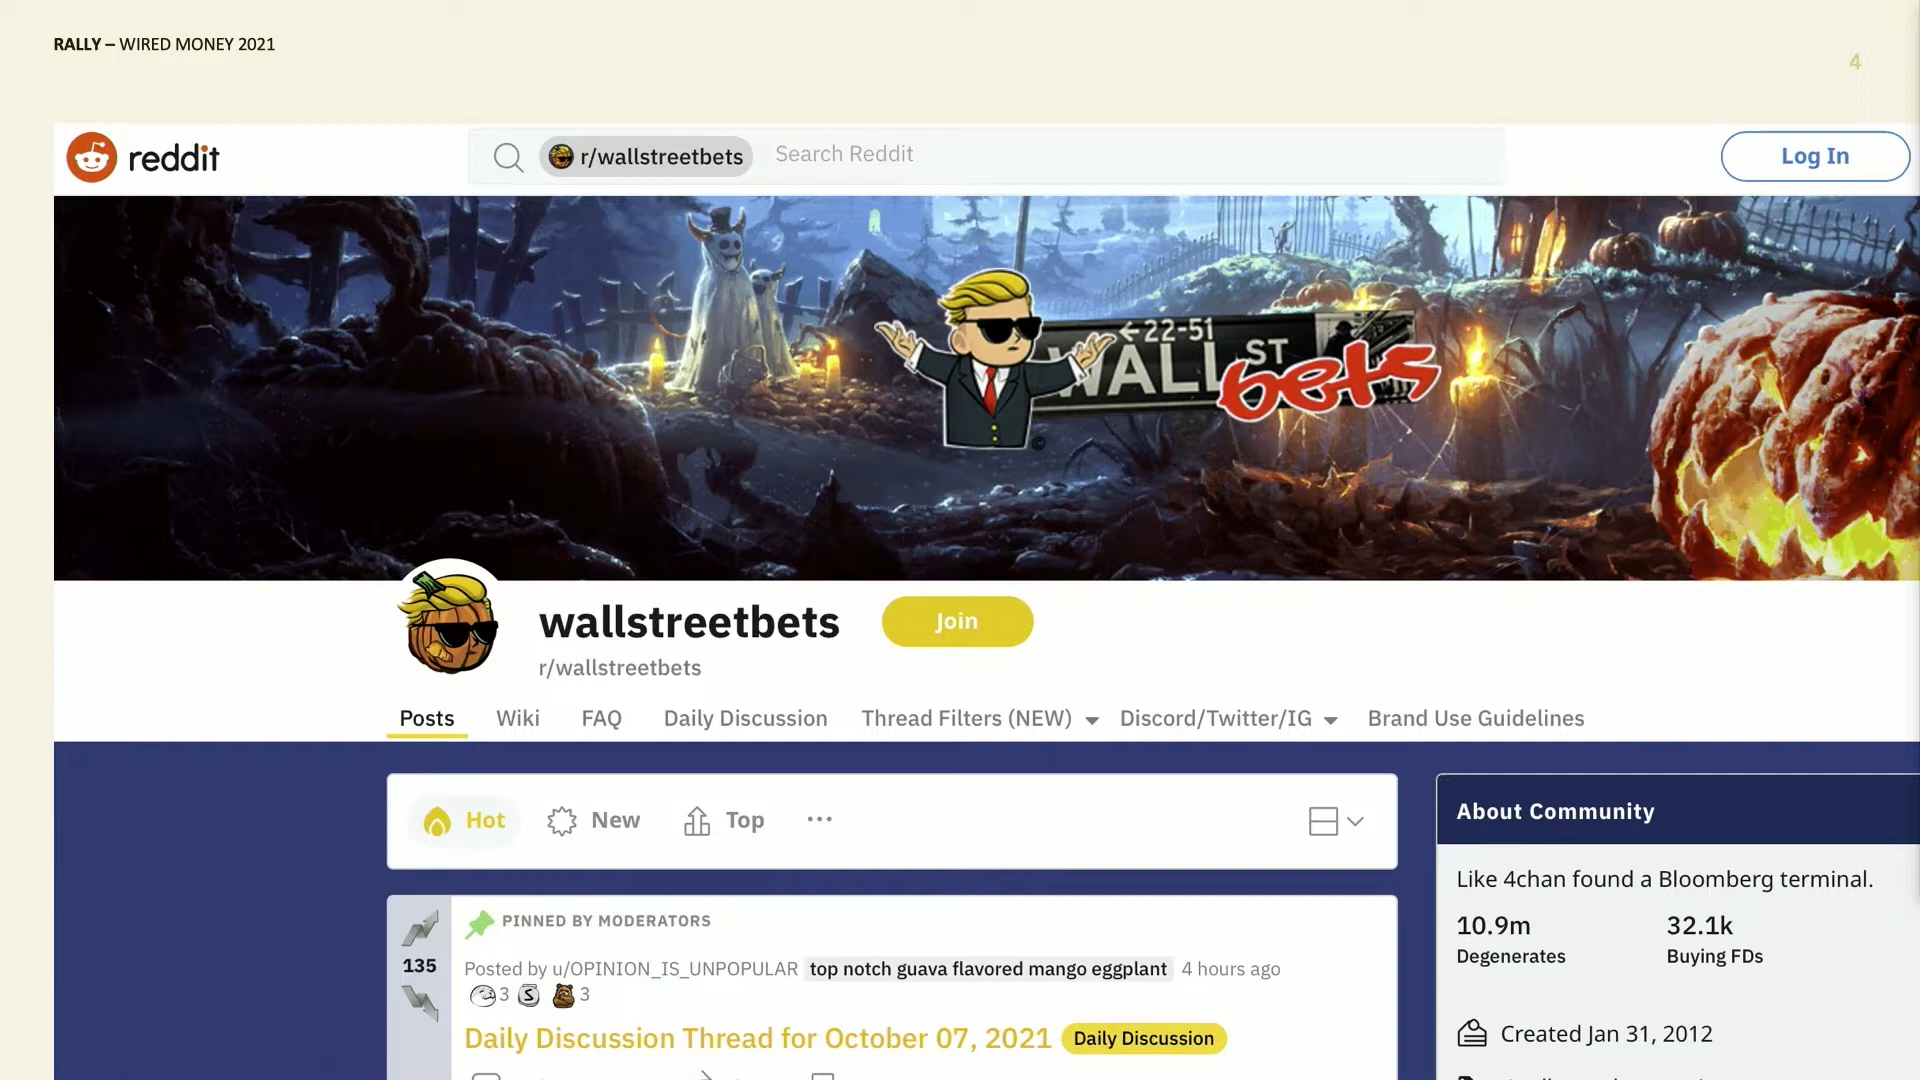 RALLY – WIRED MONEY 2021
4
reddit
r/wallstreetbets
Search Reddit
Log In
←22-51
WALL ST
bets
©
wallstreetbets
Join
r/wallstreetbets
Posts
Wiki
FAQ
Daily Discussion
Thread Filters (NEW)
Discord/Twitter/IG
Brand Use Guidelines
Hot
New
Top
...
About Community
Like 4chan found a Bloomberg terminal.
10.9m
32.1k
Degenerates
Buying FDs
PINNED BY MODERATORS
135
Posted by u/OPINION_IS_UNPOPULAR top notch guava flavored mango eggplant 4 hours ago
3 S 3
Daily Discussion Thread for October 07, 2021 Daily Discussion
Created Jan 31, 2012